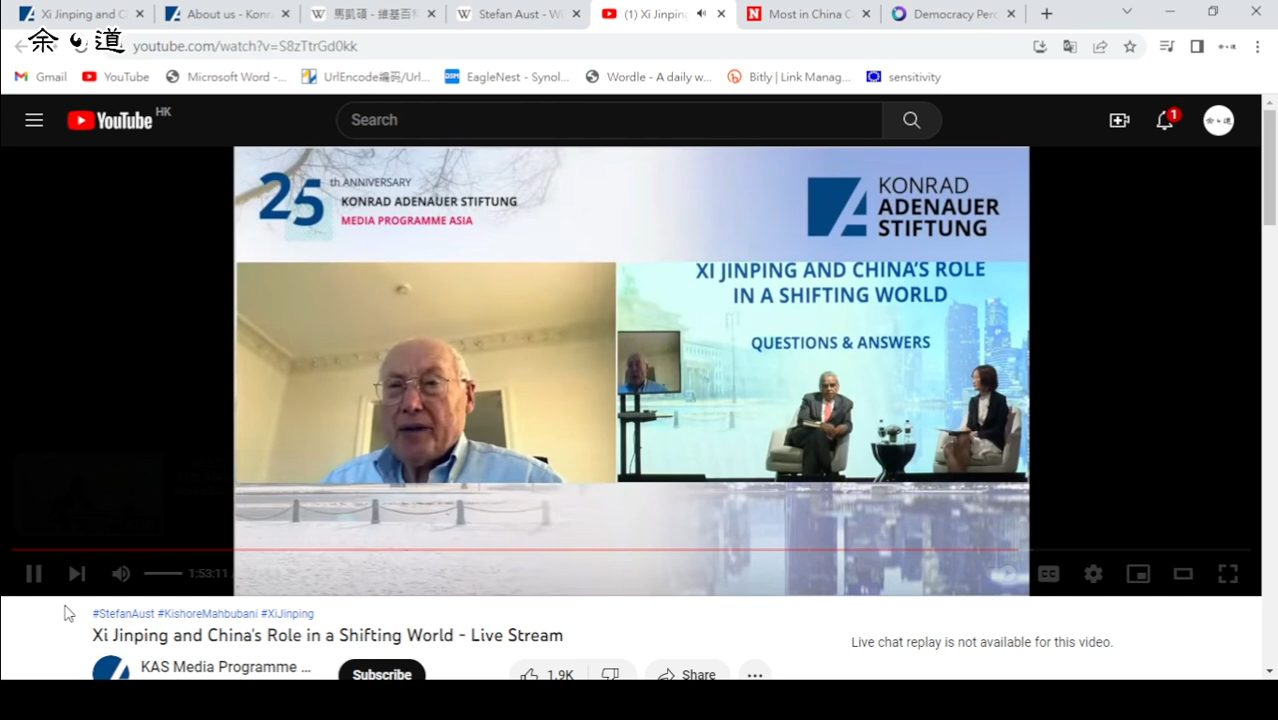 Xi Jinping and Ch
About us - Konr
馬凱碩 - 維基百科
Stefan Aust - Wi
(1) Xi Jinping
Most in China C
Democracy Perc
余 道
youtube.com/watch?v=S8zTtrGd0kk
Gmail
YouTube
Microsoft Word -...
UrlEncode編码/Url...
EagleNest - Synol...
Wordle - A daily w...
Bitly | Link Manag...
sensitivity
YouTube HK
Search
1
25th ANNIVERSARY
KONRAD ADENAUER STIFTUNG
MEDIA PROGRAMME ASIA
KONRAD
ADENAUER
STIFTUNG
XI JINPING AND CHINA'S ROLE
IN A SHIFTING WORLD
QUESTIONS & ANSWERS
1:53:11
CC
#StefanAust #KishoreMahbubani #XiJinping
Xi Jinping and China's Role in a Shifting World - Live Stream
Live chat replay is not available for this video.
KAS Media Programme ...
Subscribe
1.9K
Share